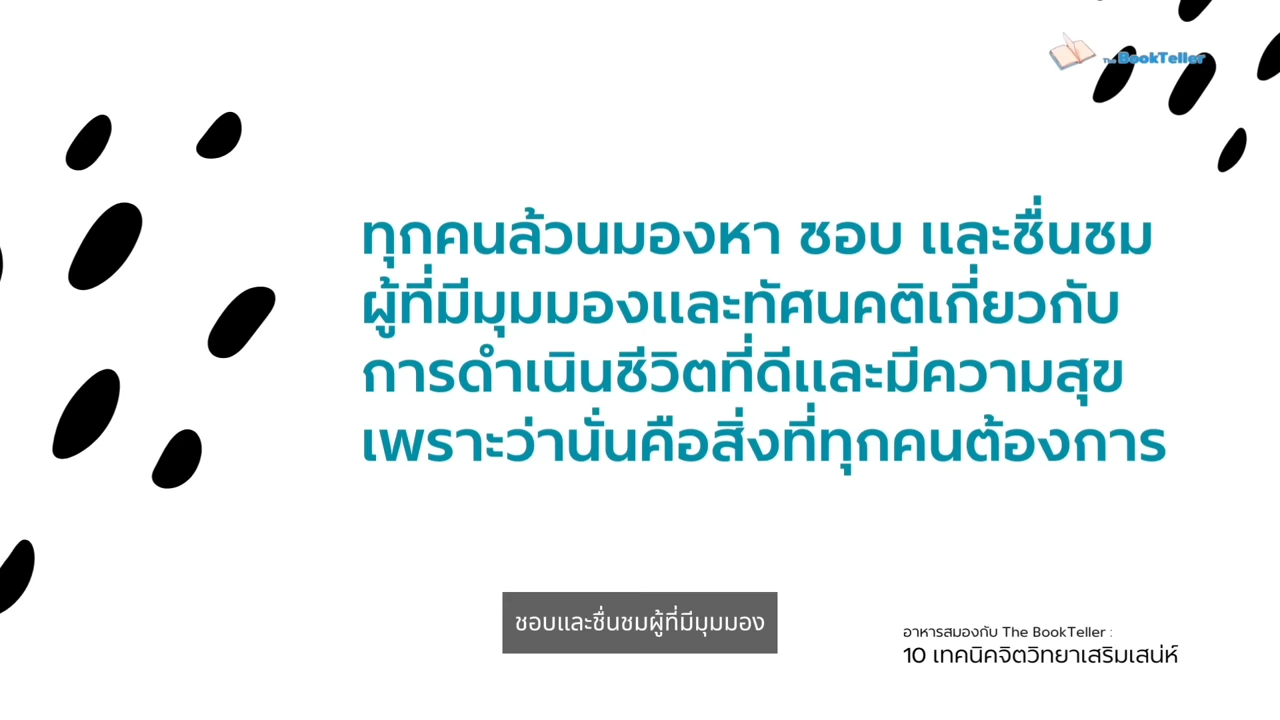 The BookTeller
ทุกคนล้วนมองหา ชอบ และชื่นชม
ผู้ที่มีมุมมองและทัศนคติเกี่ยวกับ
การดำเนินชีวิตที่ดีและมีความสุข
เพราะว่านั่นคือสิ่งที่ทุกคนต้องการ
ชอบและชื่นชมผู้ที่มีมุมมอง
อาหารสมองกับ The BookTeller :
10 เทคนิคจิตวิทยาเสริมเสน่ห์